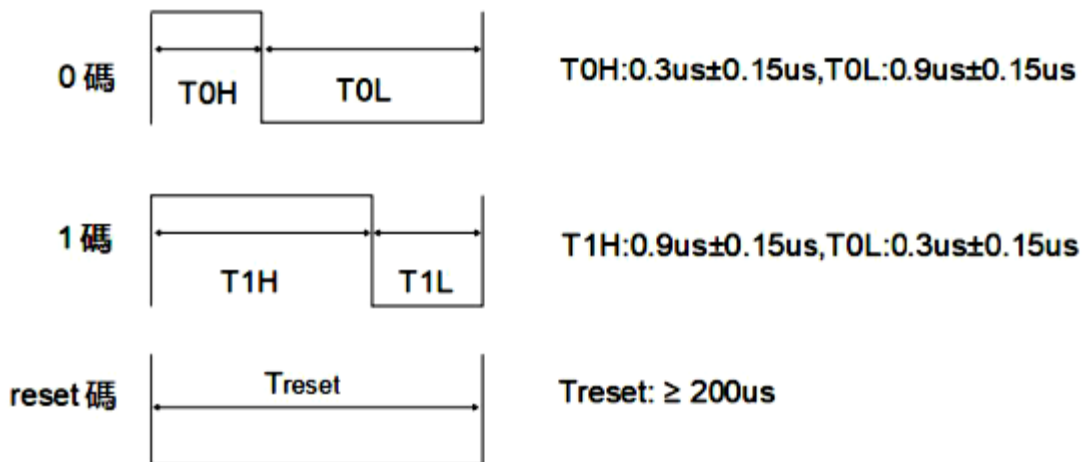 0 碼
T0H
T0L
T0H:0.3us±0.15us,T0L:0.9us±0.15us
1 碼
T1H
T1L
T1H:0.9us±0.15us,T0L:0.3us±0.15us
reset 碼
Treset
Treset: ≥ 200us